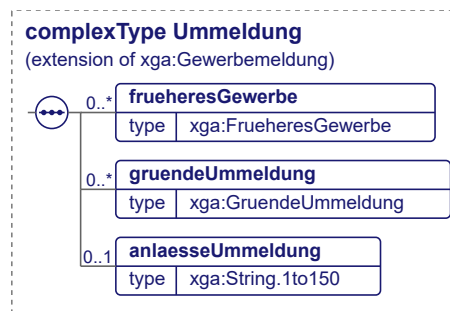 complexType Ummeldung
(extension of xga:Gewerbemeldung)
0..* frueheresGewerbe
type xga:FrueheresGewerbe
0..* gruendeUmmeldung
type xga:GruendeUmmeldung
0..1 anlaesseUmmeldung
type xga:String.1to150